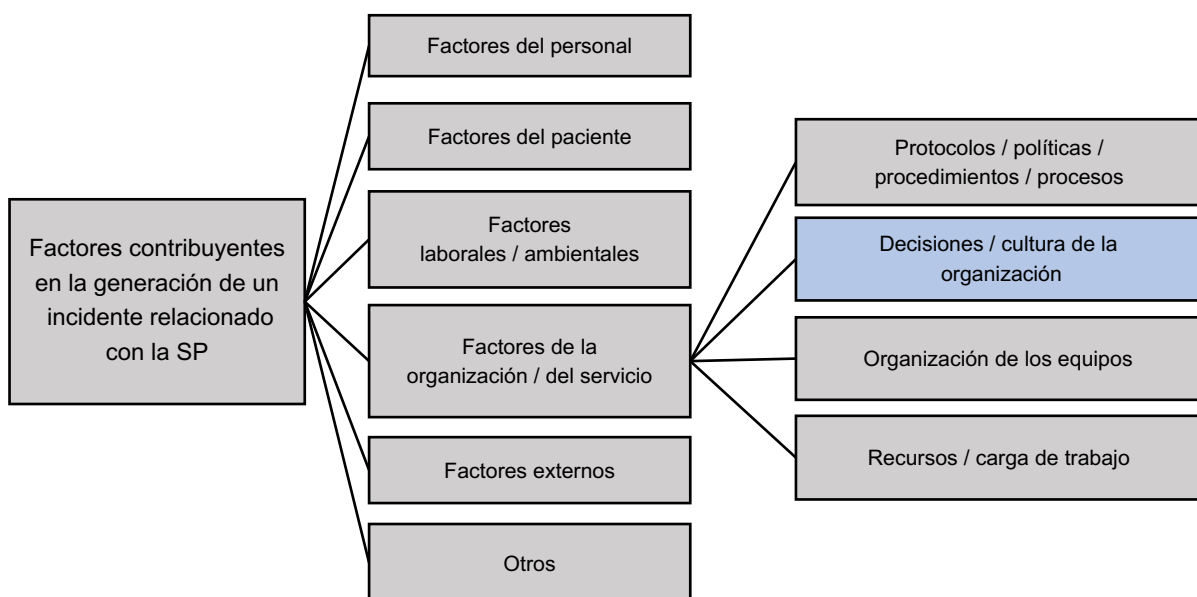 Factores contribuyentes
en la generación de un
incidente relacionado
con la SP
Factores del personal
Factores del paciente
Factores
laborales / ambientales
Factores de la
organización / del servicio
Factores externos
Otros
Protocolos / políticas /
procedimientos / procesos
Decisiones / cultura de la
organización
Organización de los equipos
Recursos / carga de trabajo